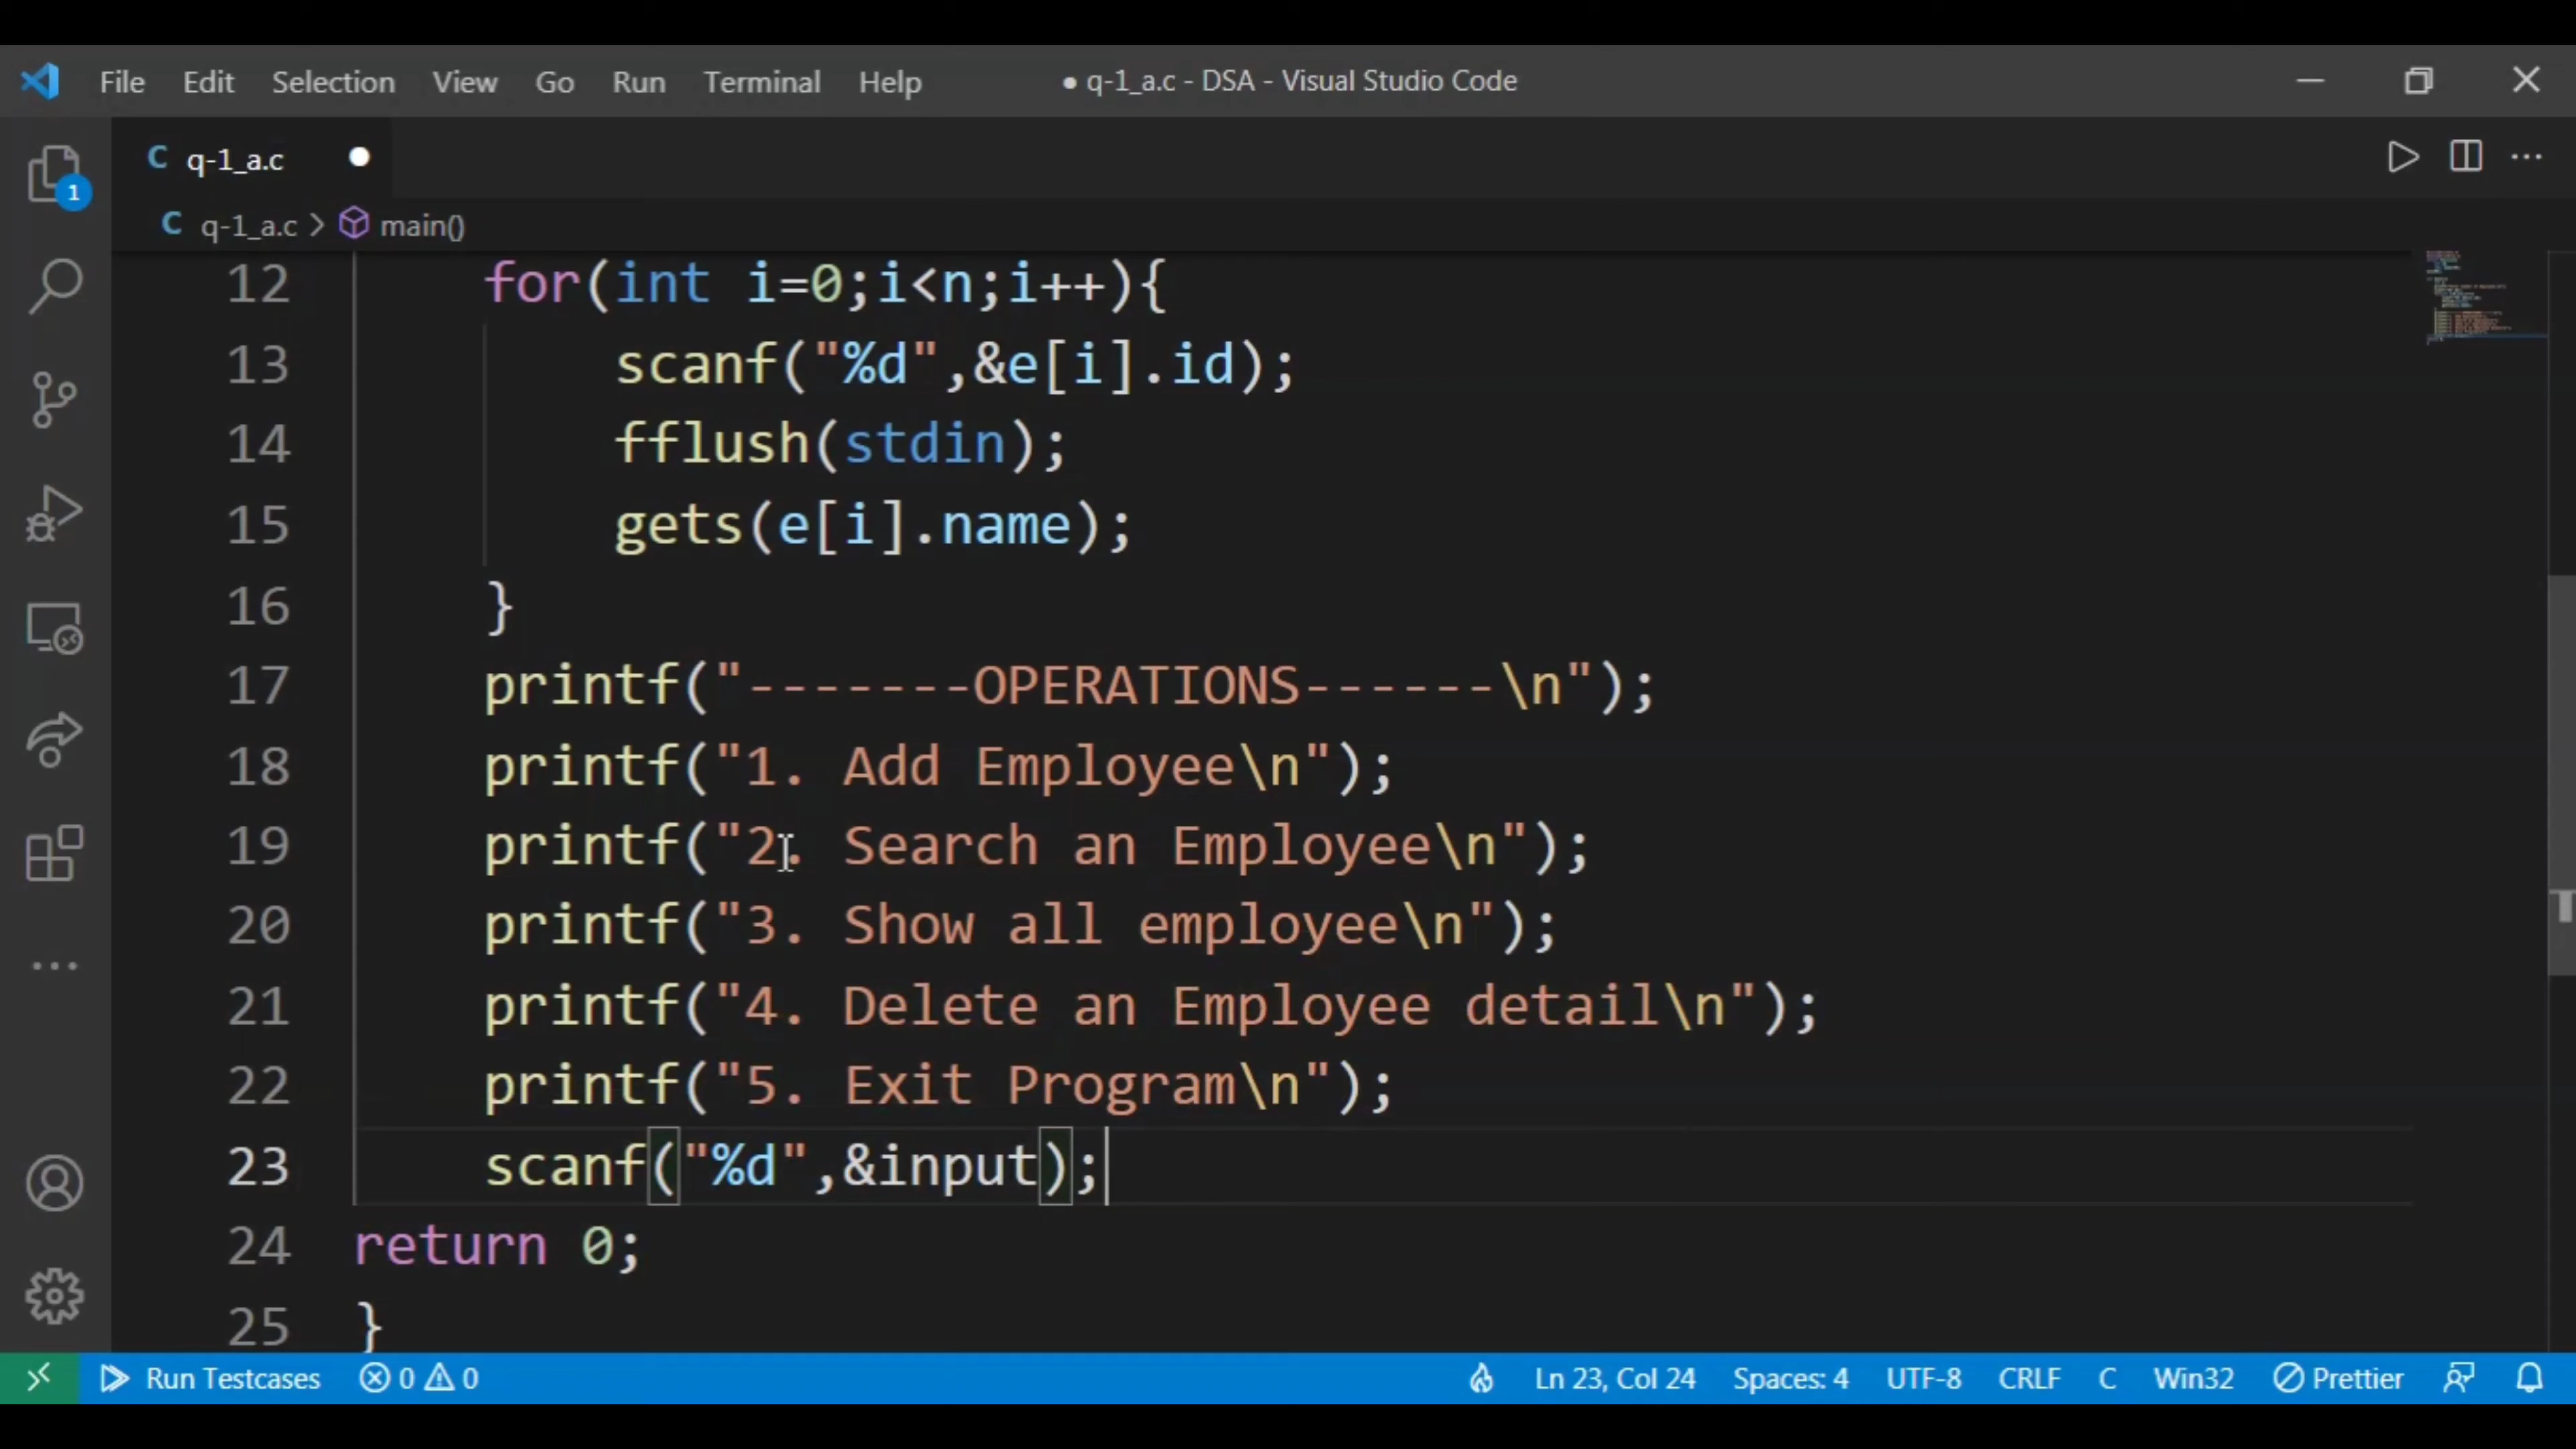 File Edit Selection View Go Run Terminal Help ● q-1_a.c - DSA - Visual Studio Code
C q-1_a.c ●
C q-1_a.c > main()
1
12 for(int i=0;i<n;i++){
13 scanf("%d",&e[i].id);
14 fflush(stdin);
15 gets(e[i].name);
16 }
17 printf("-------OPERATIONS------\n");
18 printf("1. Add Employee\n");
19 printf("2. Search an Employee\n");
20 printf("3. Show all employee\n");
21 printf("4. Delete an Employee detail\n");
22 printf("5. Exit Program\n");
23 scanf("%d",&input);
24 return 0;
25 }
Run Testcases 0 0 Ln 23, Col 24 Spaces: 4 UTF-8 CRLF C Win32 Prettier